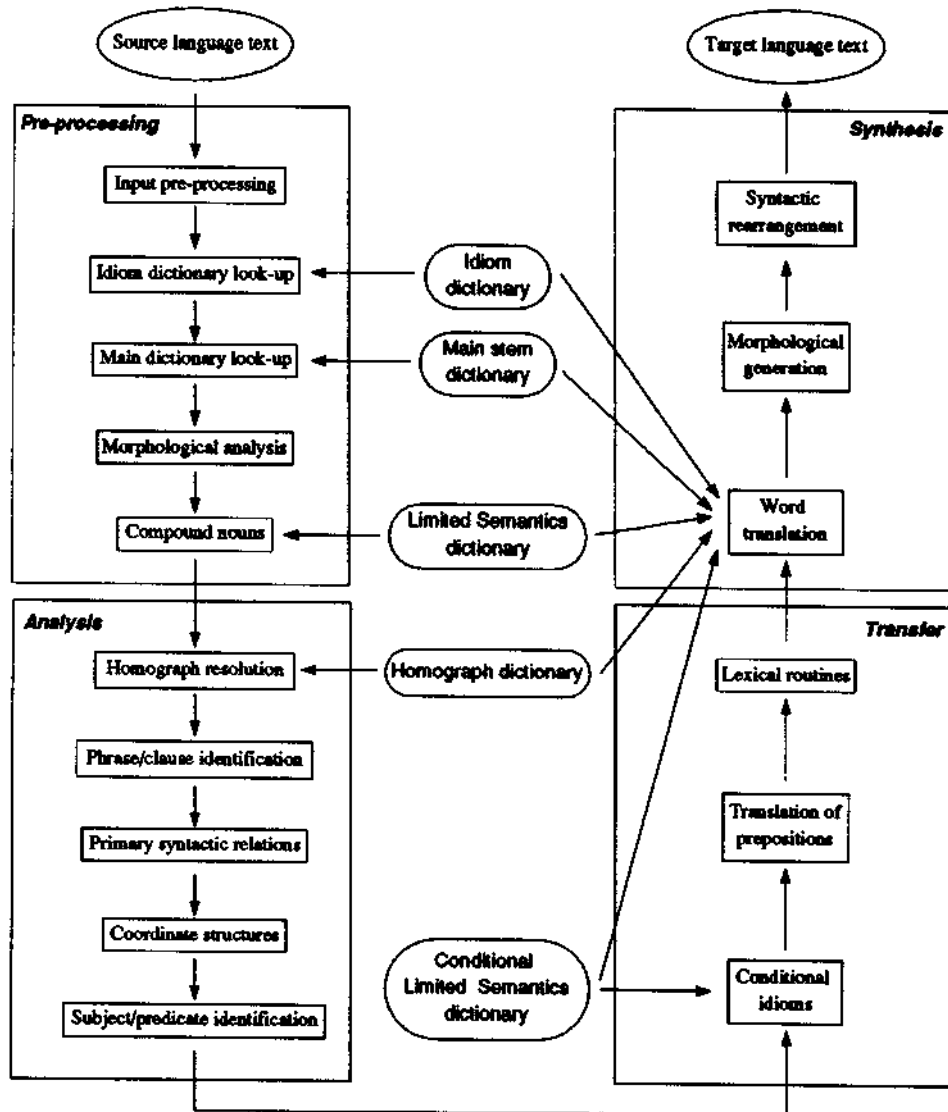 Source language text
Pre-processing
Input pre-processing
Idiom dictionary look-up
Main dictionary look-up
Morphological analysis
Compound nouns
Analysis
Homograph resolution
Phrase/clause identification
Primary syntactic relations
Coordinate structures
Subject/predicate identification
Idiom
dictionary
Main stem
dictionary
Limited Semantics
dictionary
Homograph dictionary
Conditional
Limited Semantics
dictionary
Target language text
Synthesis
Syntactic
rearrangement
Morphological
generation
Word
translation
Transfer
Lexical routines
Translation of
prepositions
Conditional
idioms